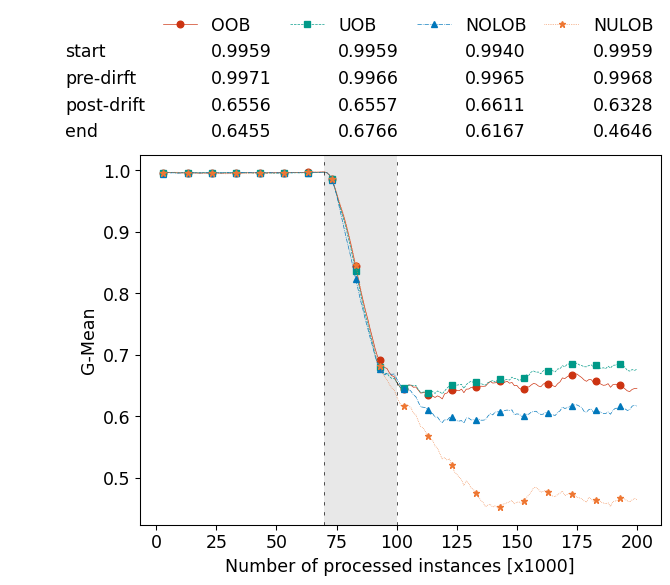 OOB UOB NOLOB NULOB
start 0.9959 0.9959 0.9940 0.9959
pre-dirft 0.9971 0.9966 0.9965 0.9968
post-drift 0.6556 0.6557 0.6611 0.6328
end 0.6455 0.6766 0.6167 0.4646
1.0
0.9
0.8
0.7
0.6
0.5
G-Mean
0 25 50 75 100 125 150 175 200
Number of processed instances [x1000]